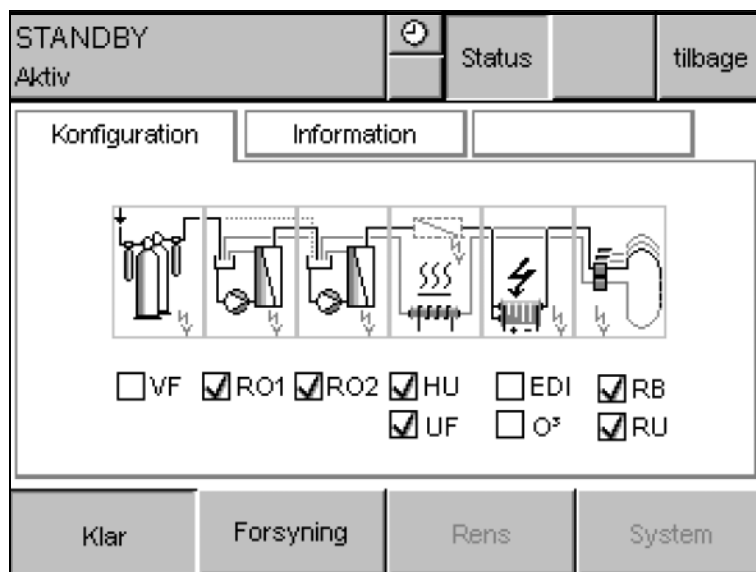 STANDBY
Aktiv
Status
tilbage
Konfiguration
Information
VF RO1 RO2 HU EDI RB
UF O³ RU
Klar
Forsyning
Rens
System